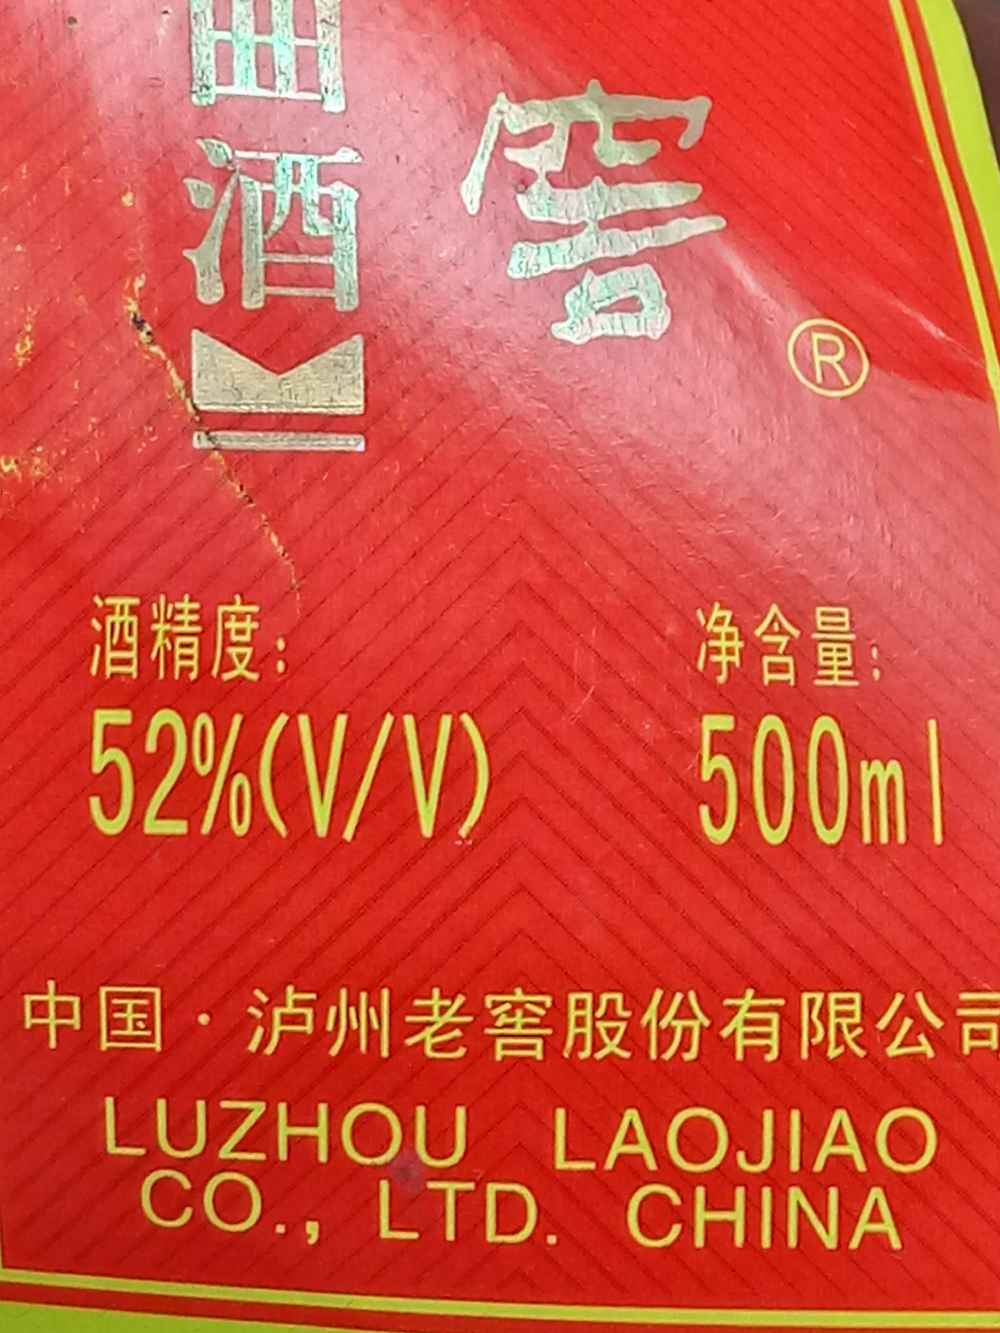 曲酒
窖
®
酒精度：
52%(V/V)
净含量：
500ml
中国·泸州老窖股份有限公司
LUZHOU LAOJIAO
CO., LTD. CHINA